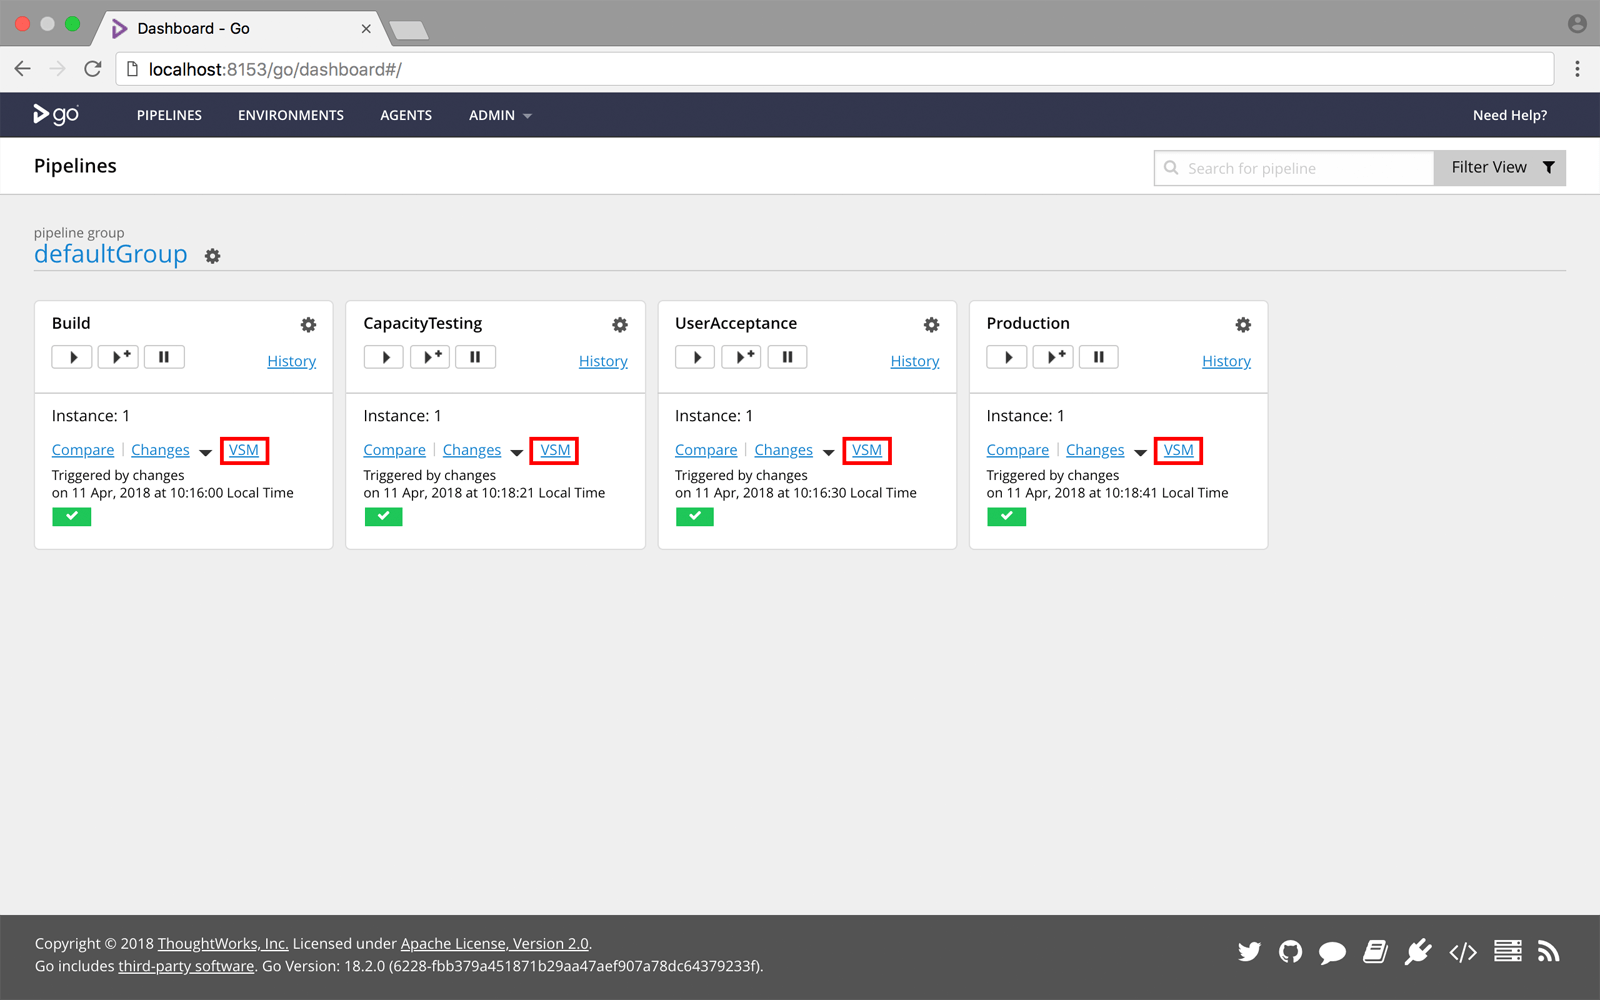 Dashboard - Go
localhost:8153/go/dashboard#/
go PIPELINES ENVIRONMENTS AGENTS ADMIN Need Help?
Pipelines Search for pipeline Filter View
pipeline group
defaultGroup
Build CapacityTesting UserAcceptance Production
History History History History
Instance: 1 Instance: 1 Instance: 1 Instance: 1
Compare Changes VSM Compare Changes VSM Compare Changes VSM Compare Changes VSM
Triggered by changes Triggered by changes Triggered by changes Triggered by changes
on 11 Apr, 2018 at 10:16:00 Local Time on 11 Apr, 2018 at 10:18:21 Local Time on 11 Apr, 2018 at 10:16:30 Local Time on 11 Apr, 2018 at 10:18:41 Local Time
Copyright © 2018 ThoughtWorks, Inc. Licensed under Apache License, Version 2.0.
Go includes third-party software. Go Version: 18.2.0 (6228-fbb379a451871b29aa47aef907a78dc64379233f).